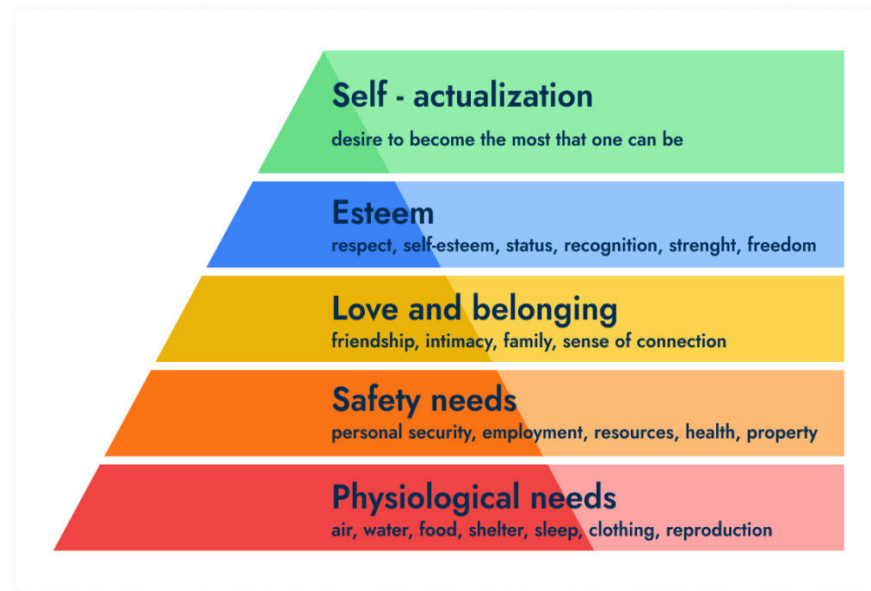 Self - actualization
desire to become the most that one can be
Esteem
respect, self-esteem, status, recognition, strenght, freedom
Love and belonging
friendship, intimacy, family, sense of connection
Safety needs
personal security, employment, resources, health, property
Physiological needs
air, water, food, shelter, sleep, clothing, reproduction